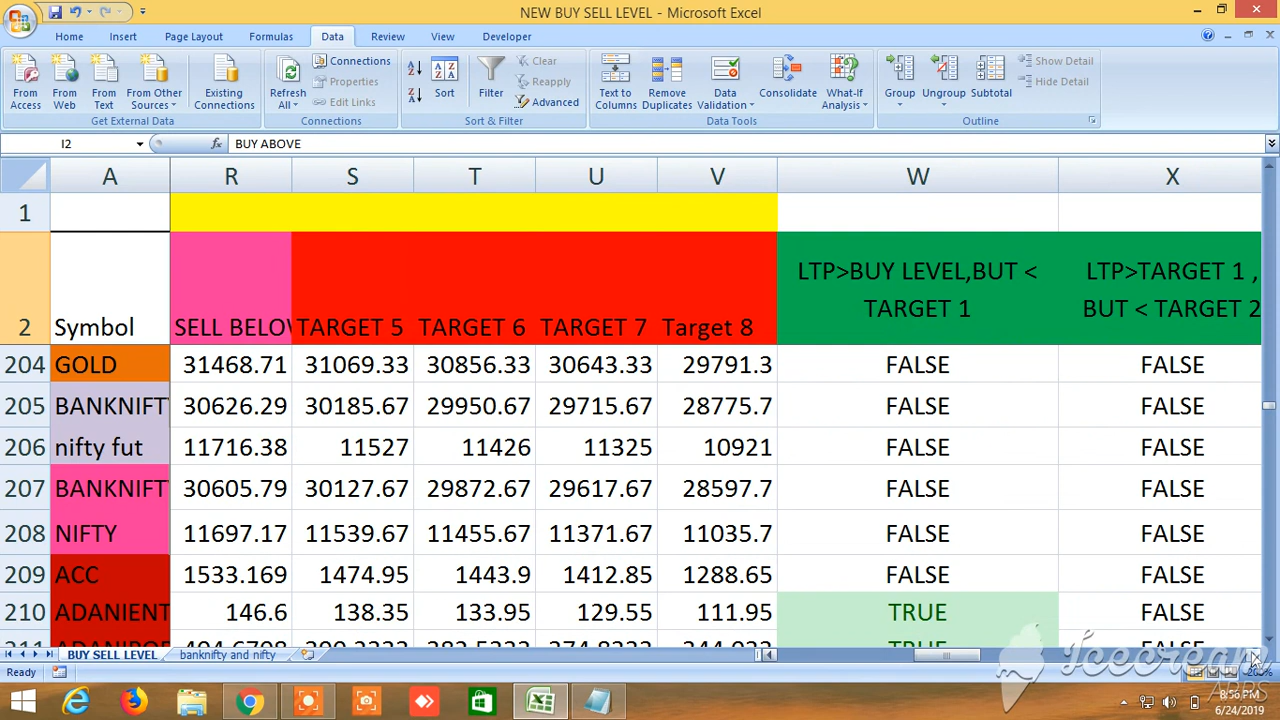 NEW BUY SELL LEVEL - Microsoft Excel
Home Insert Page Layout Formulas Data Review View Developer
From Access
From Web
From Text
From Other Sources
Existing Connections
Get External Data
Refresh All
Connections
Properties
Edit Links
Connections
Sort
Filter
Clear
Reapply
Advanced
Sort & Filter
Text to Columns
Remove Duplicates
Data Validation
Consolidate
What-If Analysis
Data Tools
Group
Ungroup
Subtotal
Show Detail
Hide Detail
Outline
I2 fx BUY ABOVE
A R S T U V W X
1
2 Symbol SELL BELOW TARGET 5 TARGET 6 TARGET 7 Target 8 LTP>BUY LEVEL,BUT < TARGET 1 LTP>TARGET 1 , BUT < TARGET 2
204 GOLD 31468.71 31069.33 30856.33 30643.33 29791.3 FALSE FALSE
205 BANKNIFTY 30626.29 30185.67 29950.67 29715.67 28775.7 FALSE FALSE
206 nifty fut 11716.38 11527 11426 11325 10921 FALSE FALSE
207 BANKNIFTY 30605.79 30127.67 29872.67 29617.67 28597.7 FALSE FALSE
208 NIFTY 11697.17 11539.67 11455.67 11371.67 11035.7 FALSE FALSE
209 ACC 1533.169 1474.95 1443.9 1412.85 1288.65 FALSE FALSE
210 ADANIENT 146.6 138.35 133.95 129.55 111.95 TRUE FALSE
BUY SELL LEVEL banknifty and nifty
Ready
Icecream
APPS
8:56 PM
6/24/2019